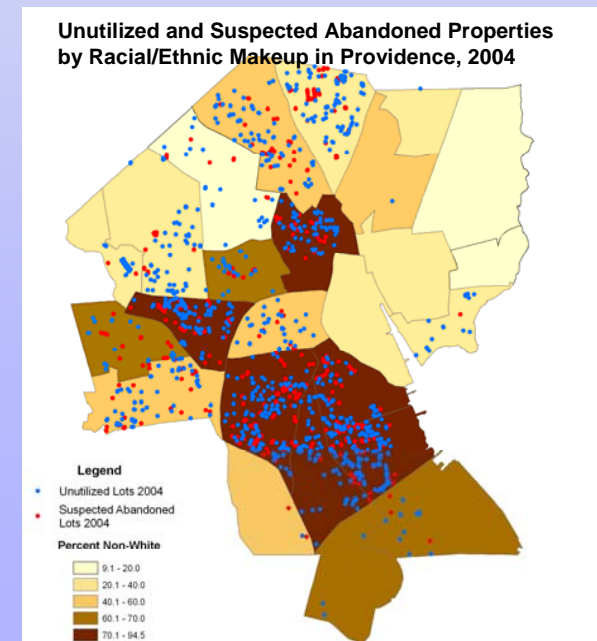 Unutilized and Suspected Abandoned Properties
by Racial/Ethnic Makeup in Providence, 2004
Legend
Unutilized Lots 2004
Suspected Abandoned
Lots 2004
Percent Non-White
9.1 - 20.0
20.1 - 40.0
40.1 - 60.0
60.1 - 70.0
70.1 - 94.5